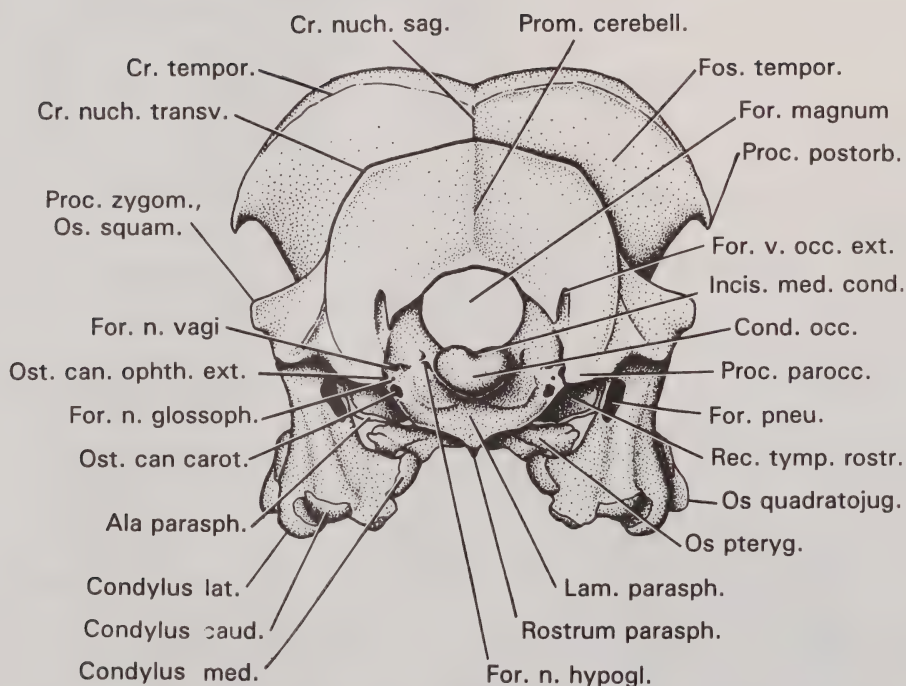 Cr. nuch. sag.
Prom. cerebell.
Cr. tempor.
Fos. tempor.
Cr. nuch. transv.
For. magnum
Proc. postorb.
Proc. zygom.,
Os. squam.
For. v. occ. ext.
Incis. med. cond.
For. n. vagi
Cond. occ.
Ost. can. ophth. ext.
Proc. parocc.
For. n. glossoph.
For. pneu.
Ost. can carot.
Rec. tymp. rostr.
Os quadratojug.
Ala parasph.
Os pteryg.
Condylus lat.
Lam. parasph.
Condylus caud.
Rostrum parasph.
Condylus med.
For. n. hypogl.